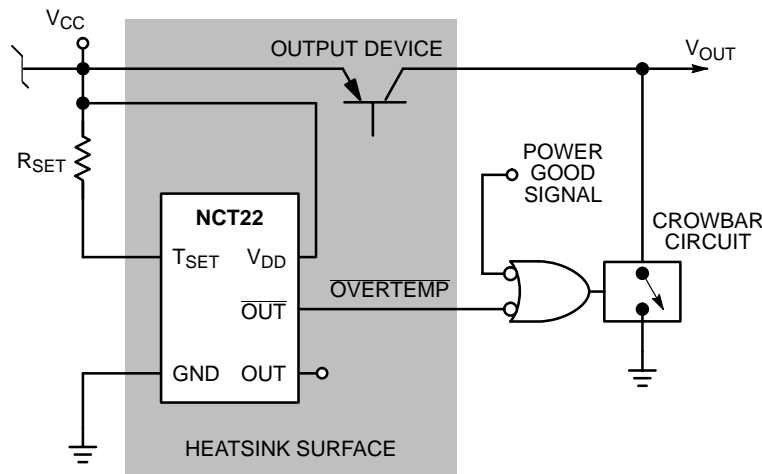 VCC
OUTPUT DEVICE
VOUT
RSET
POWER
GOOD
SIGNAL
NCT22
CROWBAR
CIRCUIT
TSET
VDD
OUT
OVERTEMP
GND
OUT
HEATSINK SURFACE